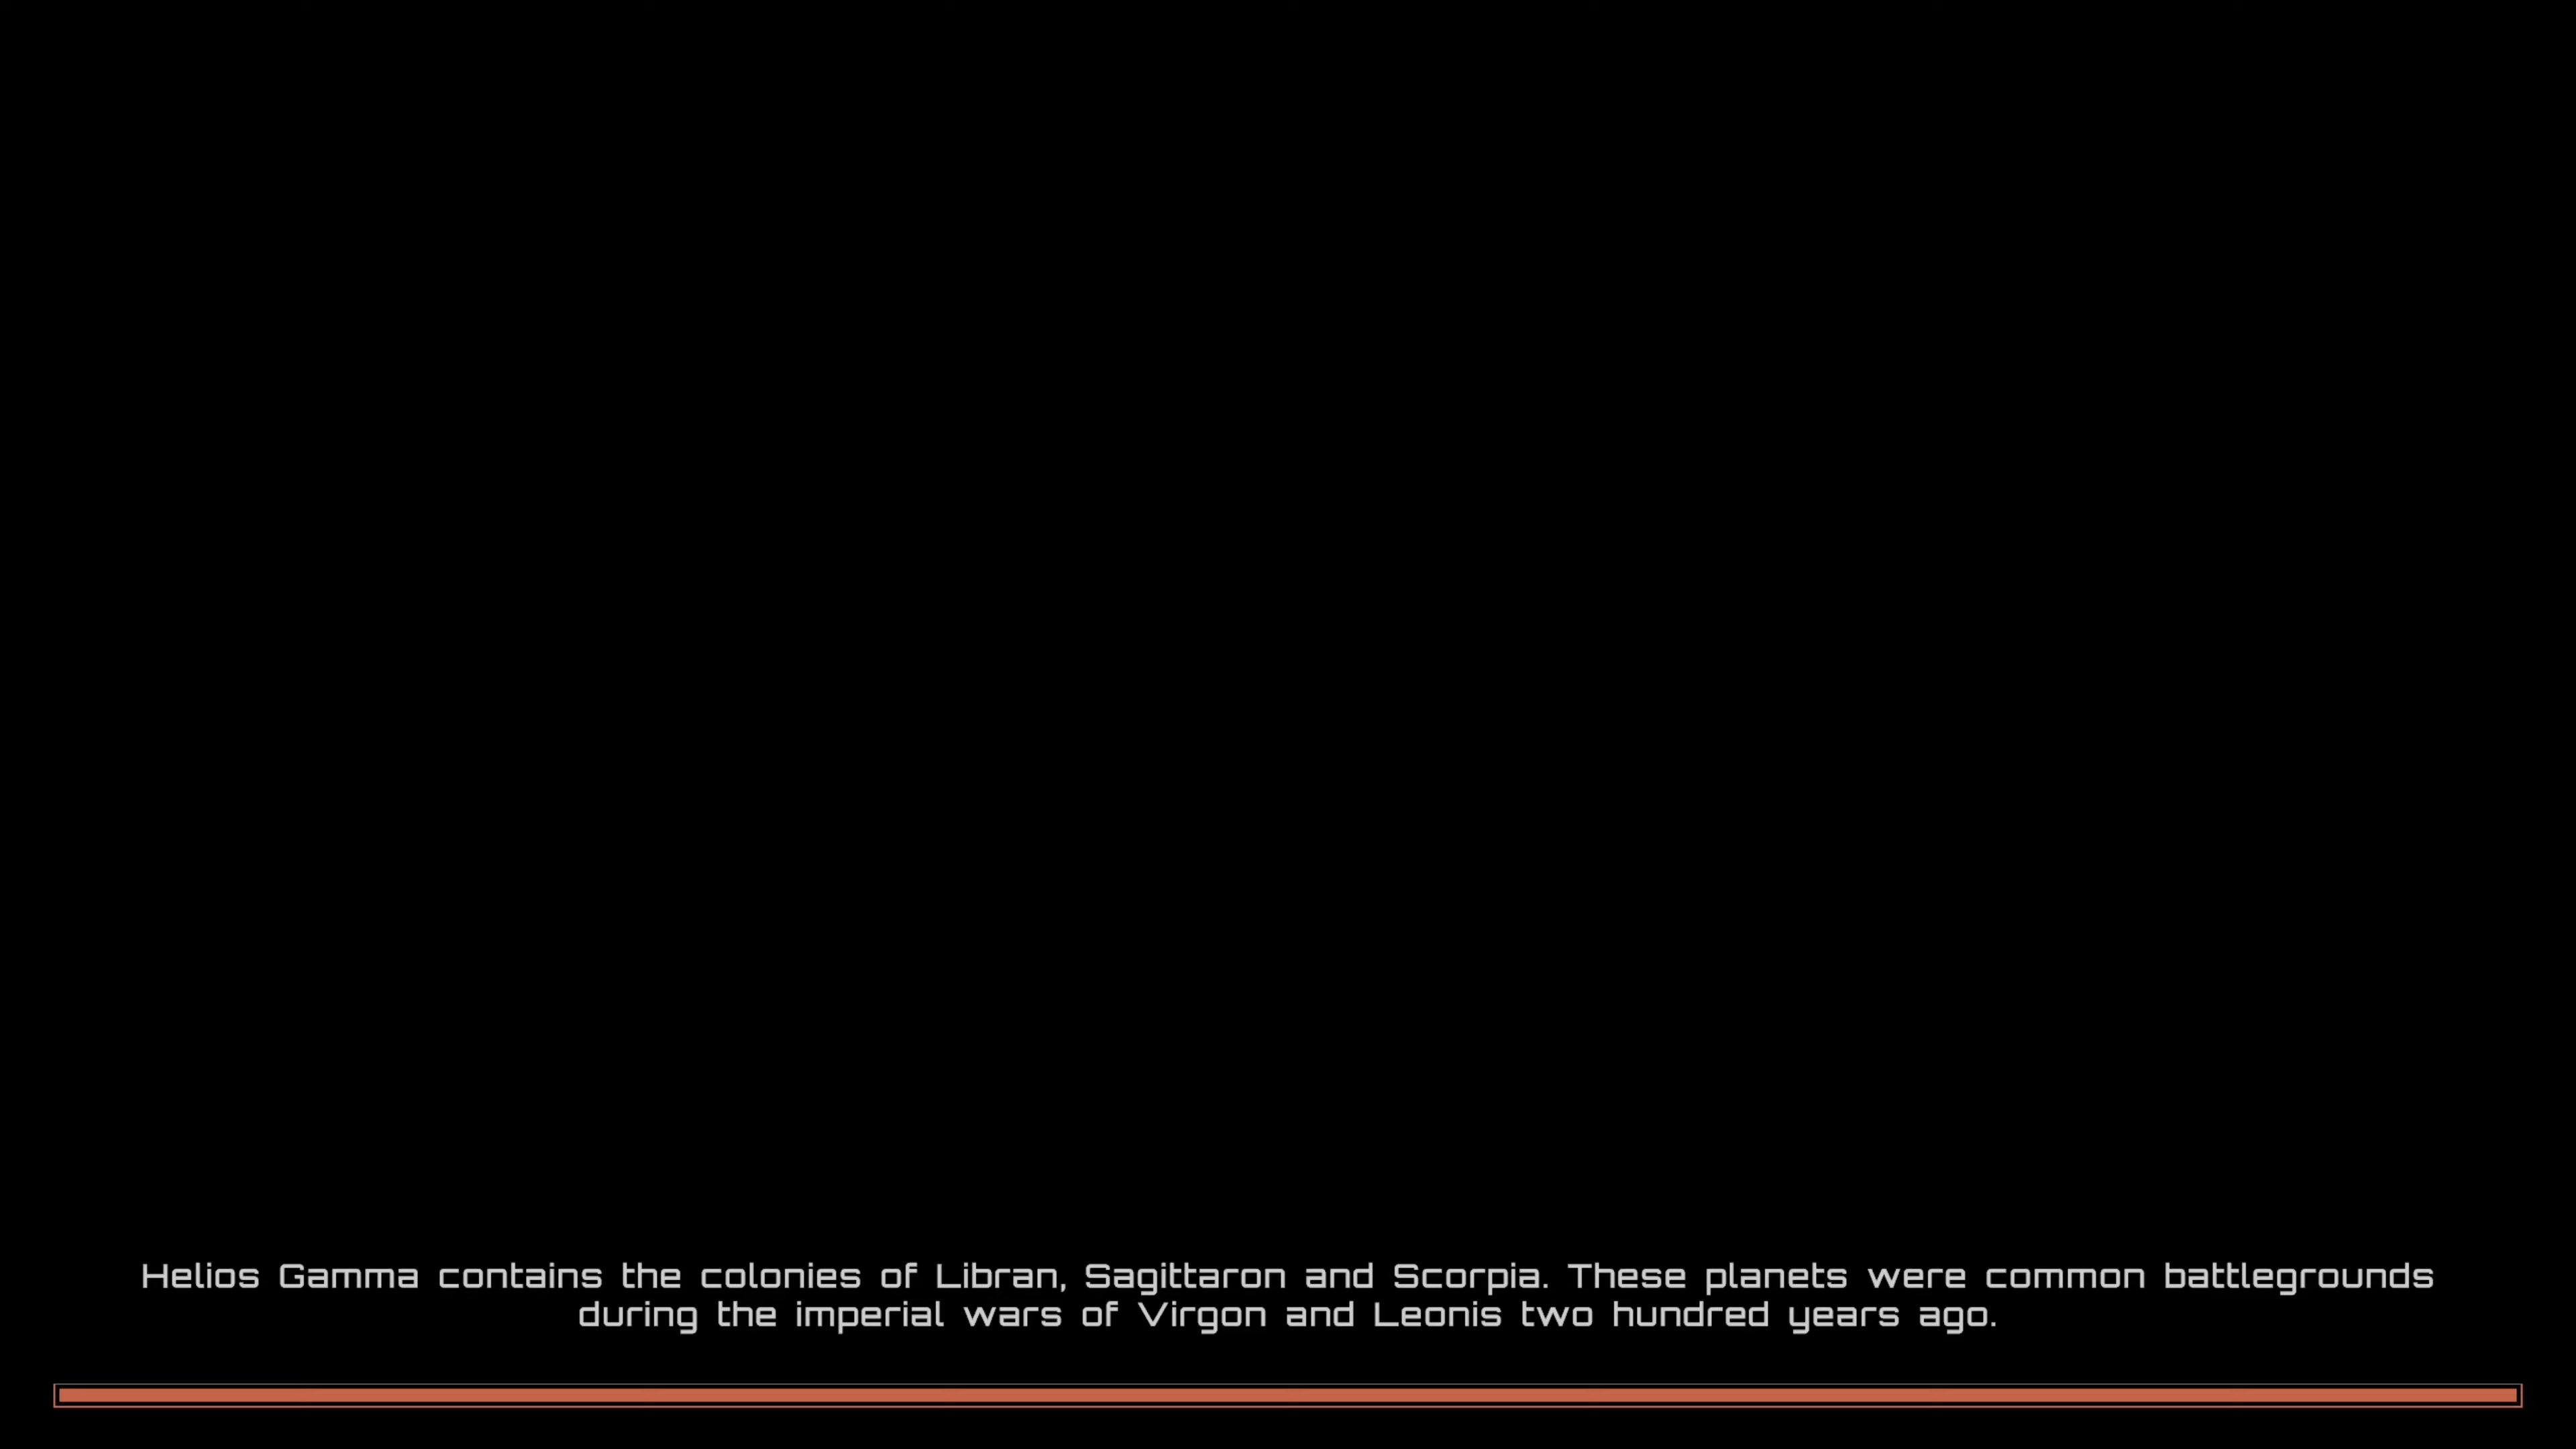 Helios Gamma contains the colonies of Libran, Sagittaron and Scorpia. These planets were common battlegrounds
during the imperial wars of Virgon and Leonis two hundred years ago.